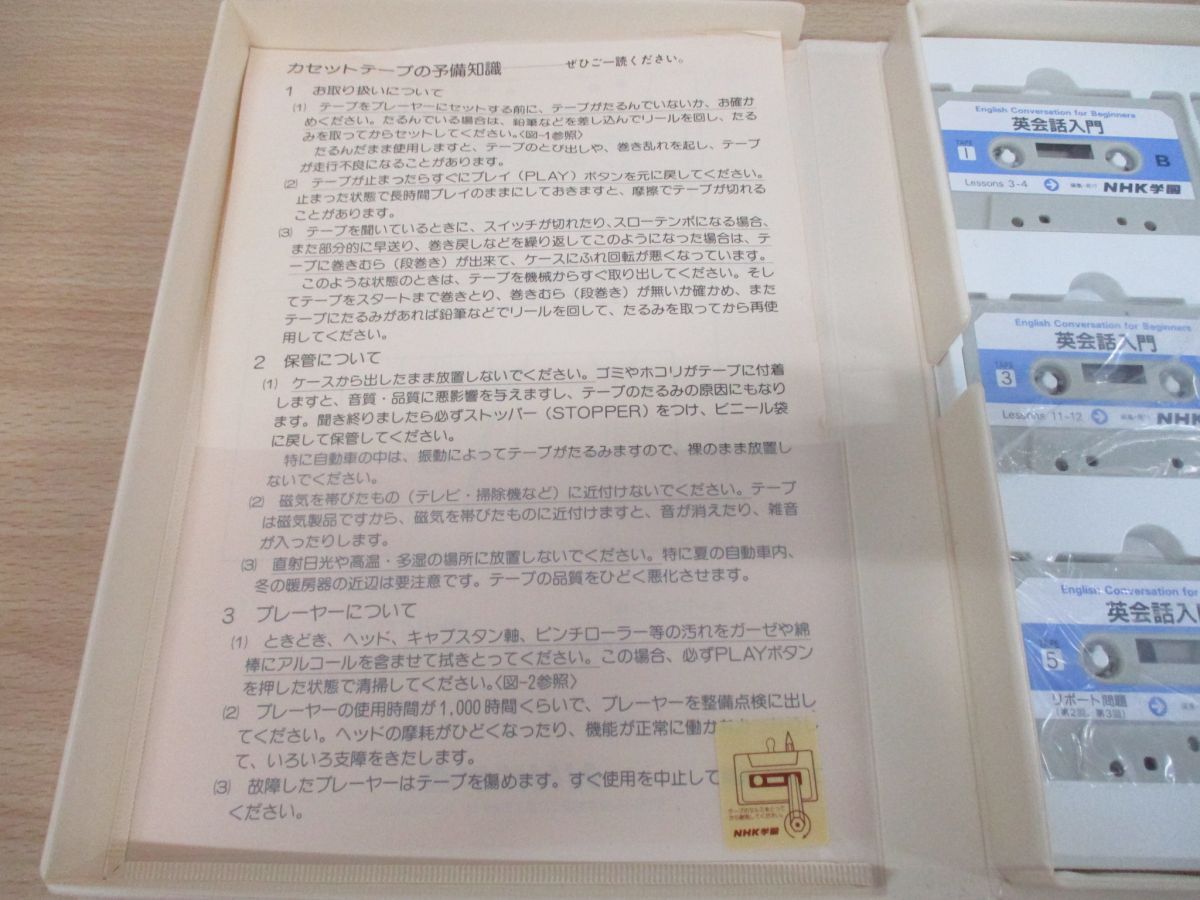 カセットテープの予備知識―――ぜひご一読ください。
1 お取り扱いについて
(1) テープをプレーヤーにセットする前に、テープがたるんでいないか、お確か
めください。たるんでいる場合は、鉛筆などを差し込んでリールを回し、たる
みを取ってからセットしてください。〈図-1参照〉
たるんだまま使用しますと、テープのとび出しや、巻き乱れを起し、テープ
が走行不良になることがあります。
(2) テープが止まったらすぐにプレイ（PLAY）ボタンを元に戻してください。
止まった状態で長時間プレイのままにしておきますと、摩擦でテープが切れる
ことがあります。
(3) テープを聞いているときに、スイッチが切れたり、スローテンポになる場合、
また部分的に早送り、巻き戻しなどを繰り返してこのようになった場合は、テ
ープに巻きむら（段巻き）が出来て、ケースにふれ回転が悪くなっています。
このような状態のときは、テープを機械からすぐ取り出してください。そし
てテープをスタートまで巻きとり、巻きむら（段巻き）が無いか確かめ、また
テープにたるみがあれば鉛筆などでリールを回して、たるみを取ってから再使
用してください。
2 保管について
(1) ケースから出したまま放置しないでください。ゴミやホコリがテープに付着
しますと、音質・品質に悪影響を与えますし、テープのたるみの原因にもなり
ます。聞き終りましたら必ずストッパー（STOPPER）をつけ、ビニール袋
に戻して保管してください。
特に自動車の中は、振動によってテープがたるみますので、裸のまま放置し
ないでください。
(2) 磁気を帯びたもの（テレビ・掃除機など）に近付けないでください。テープ
は磁気製品ですから、磁気を帯びたものに近付けますと、音が消えたり、雑音
が入ったりします。
(3) 直射日光や高温・多湿の場所に放置しないでください。特に夏の自動車内、
冬の暖房器の近辺は要注意です。テープの品質をひどく悪化させます。
3 プレーヤーについて
(1) ときどき、ヘッド、キャプスタン軸、ピンチローラー等の汚れをガーゼや綿
棒にアルコールを含ませて拭きとってください。この場合、必ずPLAYボタン
を押した状態で清掃してください。〈図-2参照〉
(2) プレーヤーの使用時間が1,000時間くらいで、プレーヤーを整備点検に出し
てください。ヘッドの摩耗がひどくなったり、機能が正常に働か
て、いろいろ支障をきたします。
(3) 故障したプレーヤーはテープを傷めます。すぐ使用を中止して
ください。
NHK学園
English Conversation for Beginners
英会話入門
TAPE
1
B
Lessons 3-4
編集・発行 NHK学園
English Conversation for Beginners
英会話入門
TAPE
3
Lessons 11-12
編集・発行 NHK
English Conversation for
英会話入
TAPE
5
リポート問題
(第2回、第3回)